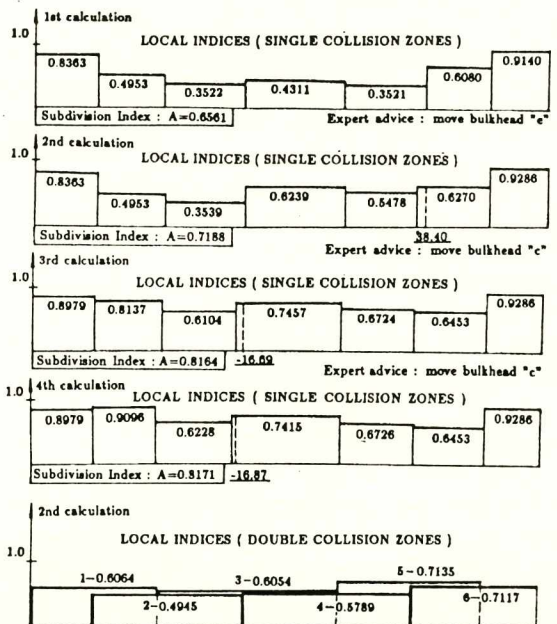 1st calculation
1.0
LOCAL INDICES ( SINGLE COLLISION ZONES )
0.8363 0.4953 0.3522 0.4311 0.3521 0.6080 0.9140
Subdivision Index : A=0.6561
Expert advice : move bulkhead "e"
2nd calculation
1.0
LOCAL INDICES ( SINGLE COLLISION ZONES )
0.8363 0.4953 0.3539 0.6239 0.5478 0.6270 0.9286
Subdivision Index : A=0.7188
38.40
Expert advice : move bulkhead "c"
3rd calculation
1.0
LOCAL INDICES ( SINGLE COLLISION ZONES )
0.8979 0.8137 0.6104 0.7457 0.6724 0.6453 0.9286
Subdivision Index : A=0.8164
-16.69
Expert advice : move bulkhead "c"
4th calculation
1.0
LOCAL INDICES ( SINGLE COLLISION ZONES )
0.8979 0.9096 0.6228 0.7415 0.6726 0.6453 0.9286
Subdivision Index : A=0.8171
-16.87
2nd calculation
1.0
LOCAL INDICES ( DOUBLE COLLISION ZONES )
1-0.6064 3-0.6054 5-0.7135
2-0.4945 4-0.5789 6-0.7117